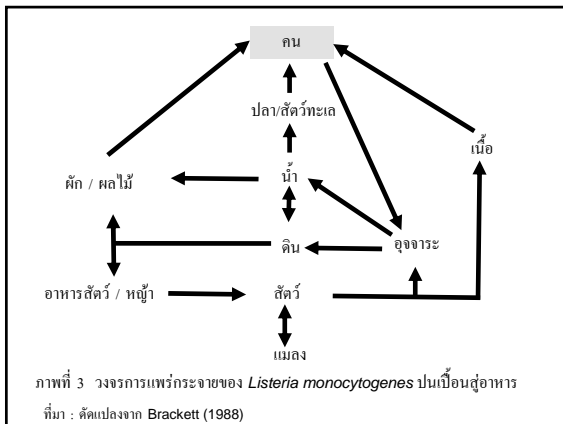 คน
ปลา/สัตว์ทะเล
เนื้อ
ผัก / ผลไม้
น้ำ
ดิน
อุจจาระ
อาหารสัตว์ / หญ้า
สัตว์
แมลง
ภาพที่ 3 วงจรการแพร่กระจายของ Listeria monocytogenes ปนเปื้อนสู่อาหาร
ที่มา : ดัดแปลงจาก Brackett (1988)